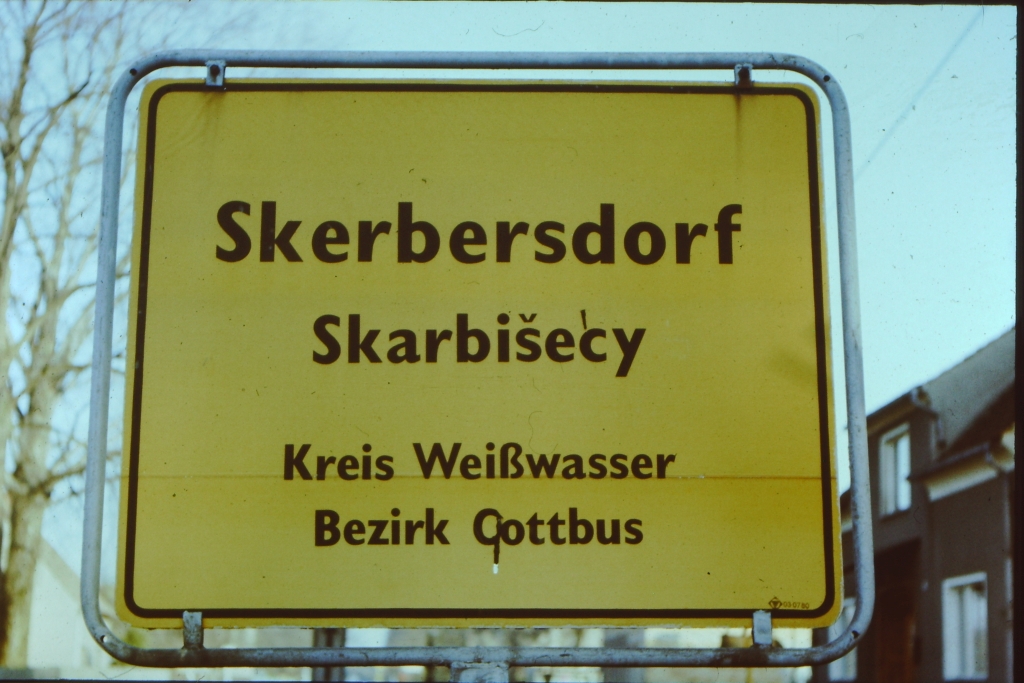 Skerbersdorf
Skarbišecy
Kreis Weißwasser
Bezirk Cottbus